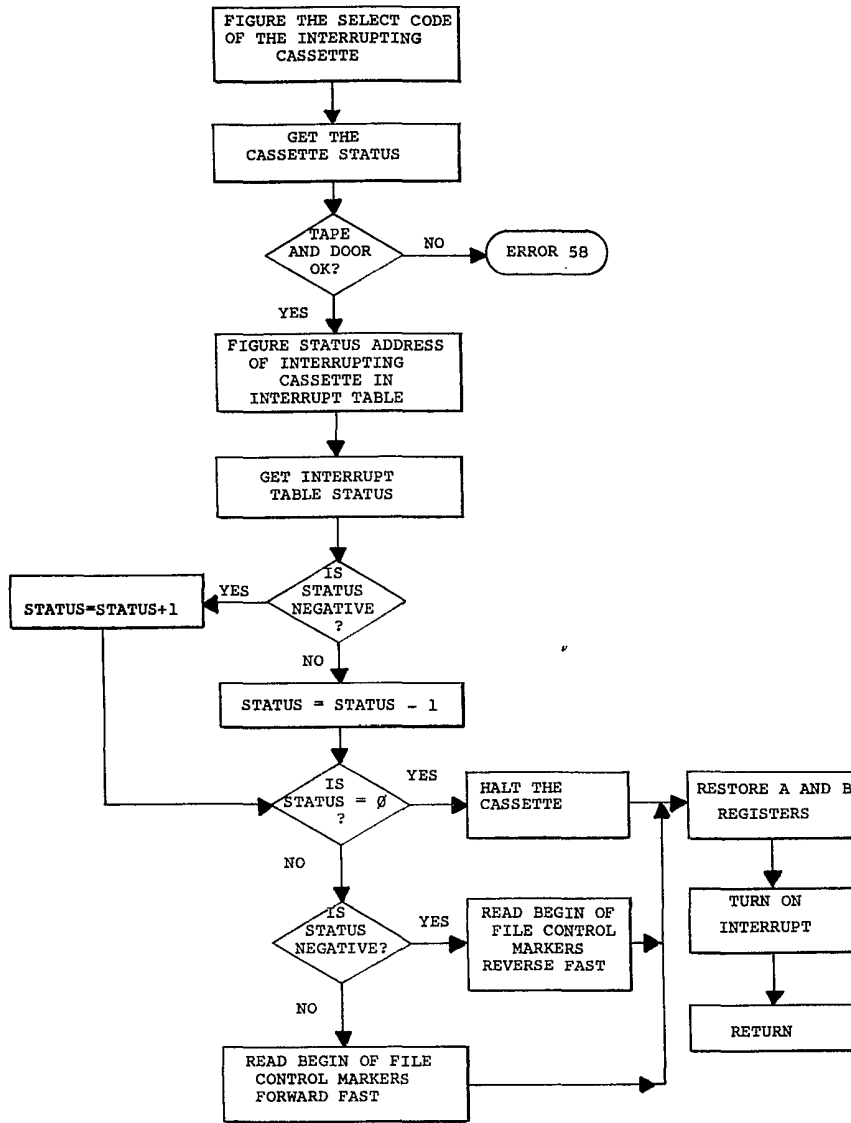 FIGURE THE SELECT CODE
OF THE INTERRUPTING
CASSETTE
GET THE
CASSETTE STATUS
TAPE
AND DOOR
OK?
NO
ERROR 58
YES
FIGURE STATUS ADDRESS
OF INTERRUPTING
CASSETTE IN
INTERRUPT TABLE
GET INTERRUPT
TABLE STATUS
IS
STATUS
NEGATIVE
?
YES
STATUS=STATUS+1
NO
STATUS = STATUS - 1
IS
STATUS = Ø
?
YES
HALT THE
CASSETTE
RESTORE A AND B
REGISTERS
NO
TURN ON
INTERRUPT
IS
STATUS
NEGATIVE?
YES
READ BEGIN OF
FILE CONTROL
MARKERS
REVERSE FAST
RETURN
NO
READ BEGIN OF FILE
CONTROL MARKERS
FORWARD FAST